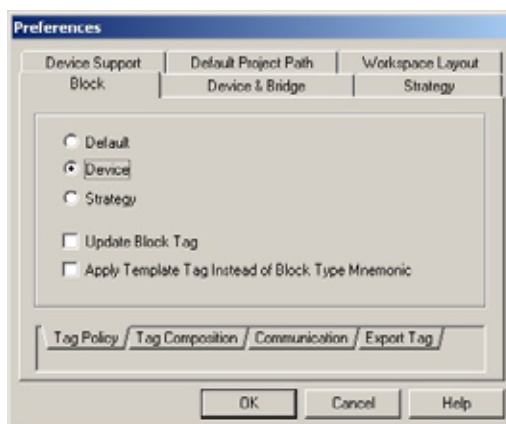 Preferences
Device Support Default Project Path Workspace Layout
Block Device & Bridge Strategy
Default
Device
Strategy
Update Block Tag
Apply Template Tag Instead of Block Type Mnemonic
Tag Policy Tag Composition Communication Export Tag
OK Cancel Help